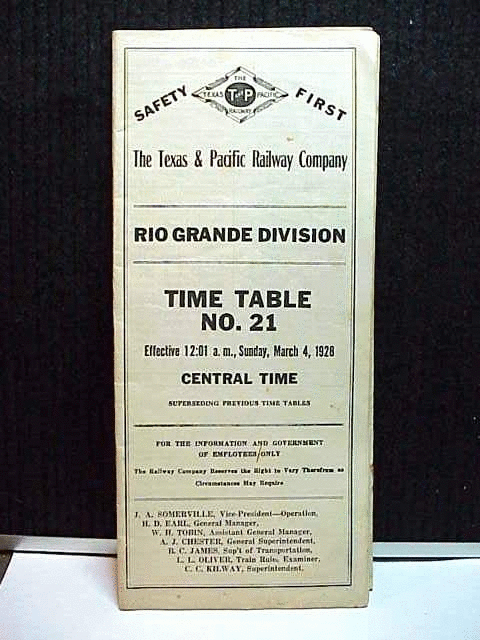 SAFETY FIRST
THE
TEXAS T&P PACIFIC
RAILWAY
The Texas & Pacific Railway Company
RIO GRANDE DIVISION
TIME TABLE
NO. 21
Effective 12:01 a. m., Sunday, March 4, 1928
CENTRAL TIME
SUPERSEDING PREVIOUS TIME TABLES
FOR THE INFORMATION AND GOVERNMENT
OF EMPLOYEES ONLY
The Railway Company Reserves the Right to Vary Therefrom as
Circumstances May Require
J. A. SOMERVILLE, Vice-President—Operation,
H. D. EARL, General Manager,
W. H. TOBIN, Assistant General Manager,
A. J. CHESTER, General Superintendent,
B. C. JAMES, Sup't of Transportation,
L. L. OLIVER, Train Rules Examiner,
C. C. KILWAY, Superintendent.